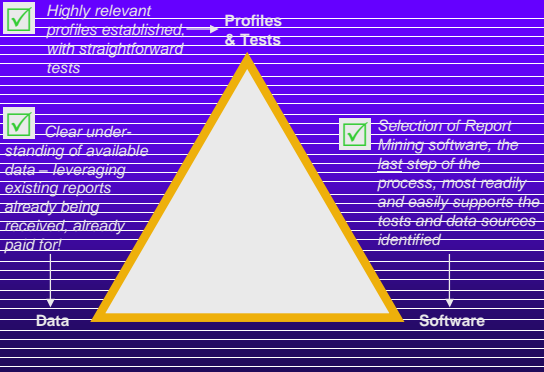 Highly relevant
profiles established,
with straightforward
tests
Profiles
& Tests
Clear under-
standing of available
data – leveraging
existing reports
already being
received, already
paid for!
Selection of Report
Mining software, the
last step of the
process, most readily
and easily supports the
tests and data sources
identified
Data
Software